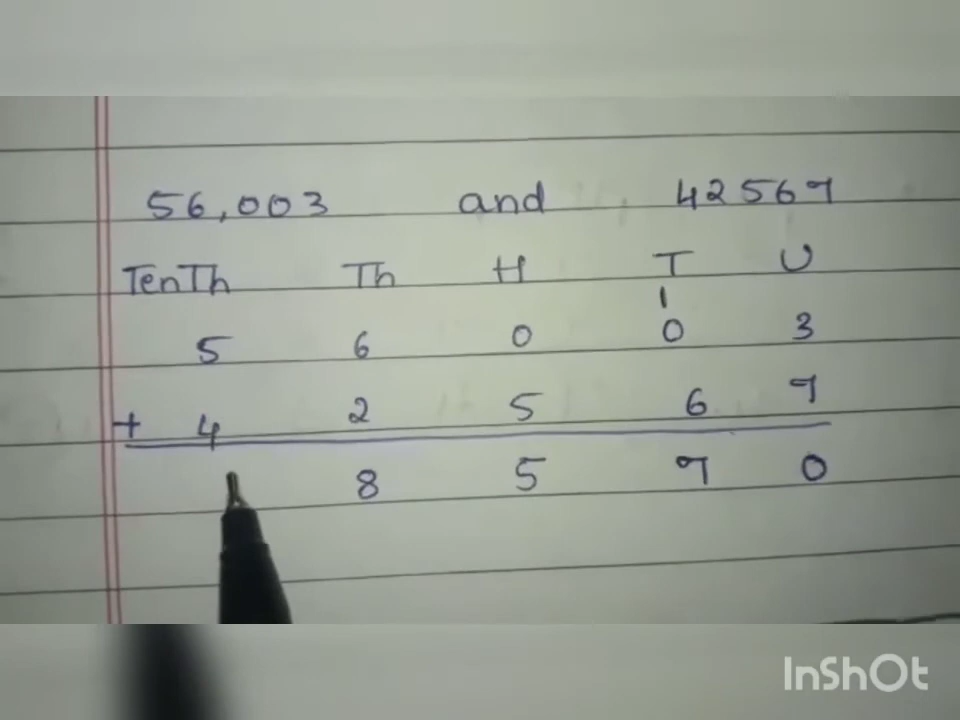 56,003 and 42567
TenTh Th H T U
1
5 6 0 0 3
+ 4 2 5 6 7
8 5 7 0
InShOt